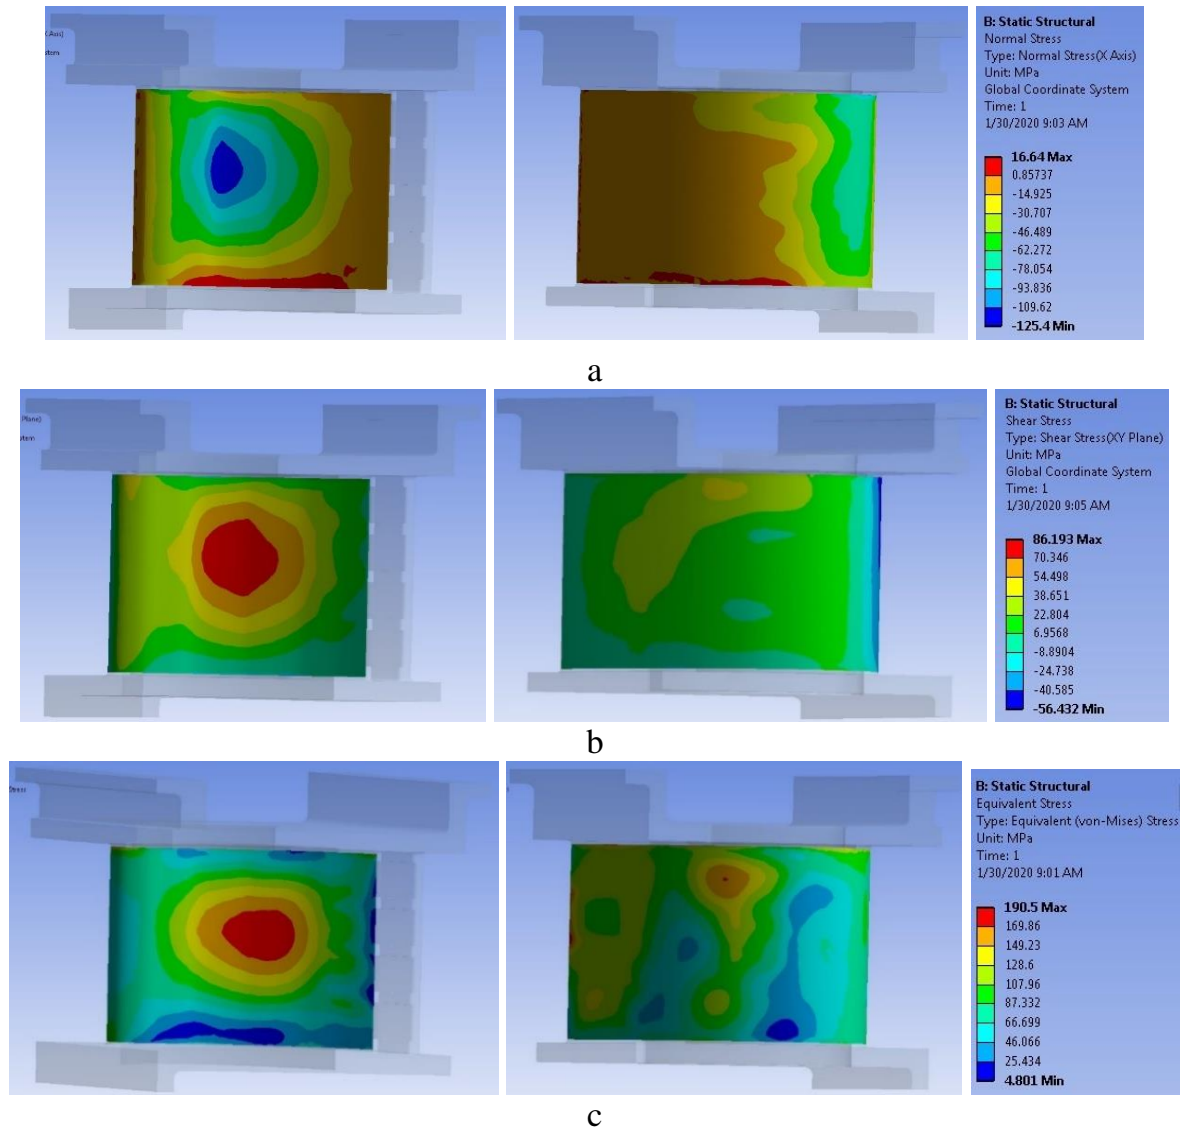 X Axis)
stem
B: Static Structural
Normal Stress
Type: Normal Stress(X Axis)
Unit: MPa
Global Coordinate System
Time: 1
1/30/2020 9:03 AM
16.64 Max
0.85737
-14.925
-30.707
-46.489
-62.272
-78.054
-93.836
-109.62
-125.4 Min
a
Plane)
stem
B: Static Structural
Shear Stress
Type: Shear Stress(XY Plane)
Unit: MPa
Global Coordinate System
Time: 1
1/30/2020 9:05 AM
86.193 Max
70.346
54.498
38.651
22.804
6.9568
-8.8904
-24.738
-40.585
-56.432 Min
b
Stress
B: Static Structural
Equivalent Stress
Type: Equivalent (von-Mises) Stress
Unit: MPa
Time: 1
1/30/2020 9:01 AM
190.5 Max
169.86
149.23
128.6
107.96
87.332
66.699
46.066
25.434
4.801 Min
c